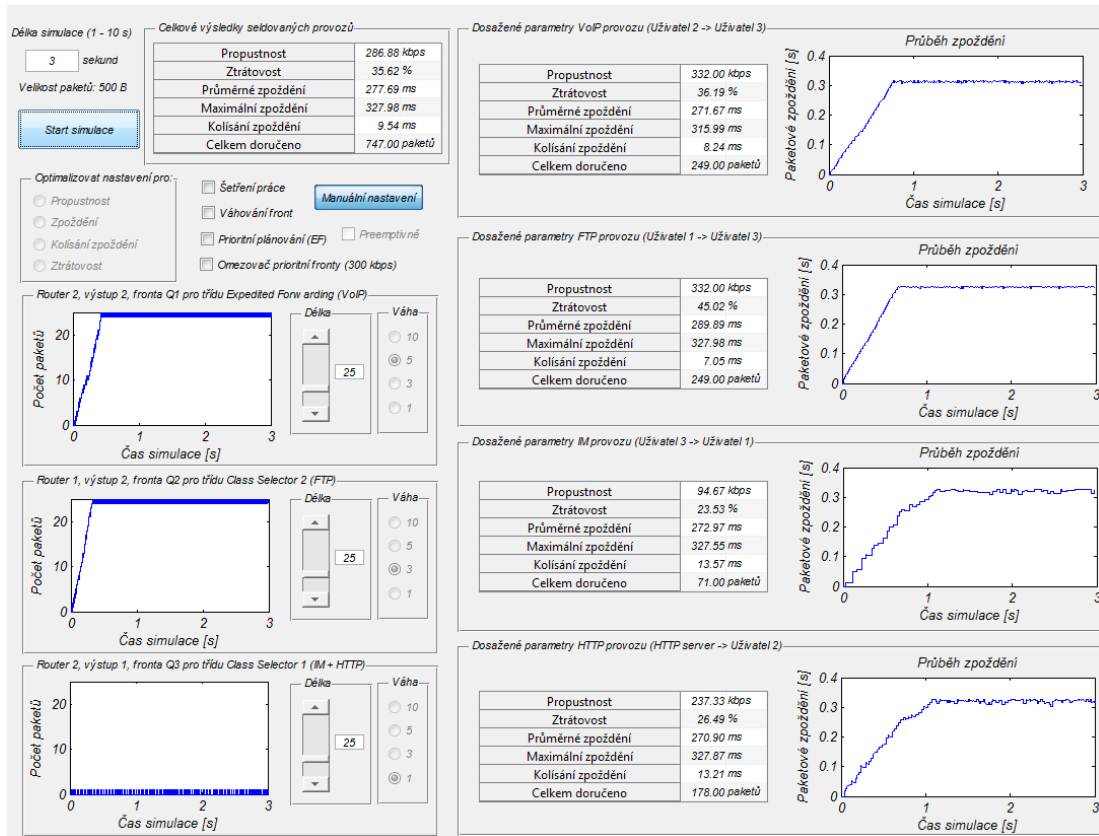 Délka simulace (1 - 10 s)
3 sekund
Velikost paketů: 500 B
Start simulace
Celkové výsledky seldovaných provozů
Propustnost 286.88 kbps
Ztrátovost 35.62 %
Průměrné zpoždění 277.69 ms
Maximální zpoždění 327.98 ms
Kolísání zpoždění 9.54 ms
Celkem doručeno 747.00 paketů
Optimalizovat nastavení pro:
Propustnost
Zpoždění
Kolísání zpoždění
Ztrátovost
Šetření práce
Váhování front
Prioritní plánování (EF)
Omezovač prioritní fronty (300 kbps)
Manuální nastavení
Preemptivně
Router 2, výstup 2, fronta Q1 pro třídu Expedited Forwarding (VoIP)
Počet paketů
20
10
0
0 1 2 3
Čas simulace [s]
Délka
25
Váha
10
5
3
1
Router 1, výstup 2, fronta Q2 pro třídu Class Selector 2 (FTP)
Počet paketů
20
10
0
0 1 2 3
Čas simulace [s]
Délka
25
Váha
10
5
3
1
Router 2, výstup 1, fronta Q3 pro třídu Class Selector 1 (IM + HTTP)
Počet paketů
20
10
0
0 1 2 3
Čas simulace [s]
Délka
25
Váha
10
5
3
1
Dosažené parametry VoIP provozu (Uživatel 2 -> Uživatel 3)
Propustnost 332.00 kbps
Ztrátovost 36.19 %
Průměrné zpoždění 271.67 ms
Maximální zpoždění 315.99 ms
Kolísání zpoždění 8.24 ms
Celkem doručeno 249.00 paketů
Průběh zpoždění
Paketové zpoždění [s]
0.4
0.3
0.2
0.1
0
0 1 2 3
Čas simulace [s]
Dosažené parametry FTP provozu (Uživatel 1 -> Uživatel 3)
Propustnost 332.00 kbps
Ztrátovost 45.02 %
Průměrné zpoždění 289.89 ms
Maximální zpoždění 327.98 ms
Kolísání zpoždění 7.05 ms
Celkem doručeno 249.00 paketů
Průběh zpoždění
Paketové zpoždění [s]
0.4
0.3
0.2
0.1
0
0 1 2 3
Čas simulace [s]
Dosažené parametry IM provozu (Uživatel 3 -> Uživatel 1)
Propustnost 94.67 kbps
Ztrátovost 23.53 %
Průměrné zpoždění 272.97 ms
Maximální zpoždění 327.55 ms
Kolísání zpoždění 13.57 ms
Celkem doručeno 71.00 paketů
Průběh zpoždění
Paketové zpoždění [s]
0.4
0.3
0.2
0.1
0
0 1 2 3
Čas simulace [s]
Dosažené parametry HTTP provozu (HTTP server -> Uživatel 2)
Propustnost 237.33 kbps
Ztrátovost 26.49 %
Průměrné zpoždění 270.90 ms
Maximální zpoždění 327.87 ms
Kolísání zpoždění 13.21 ms
Celkem doručeno 178.00 paketů
Průběh zpoždění
Paketové zpoždění [s]
0.4
0.3
0.2
0.1
0
0 1 2 3
Čas simulace [s]